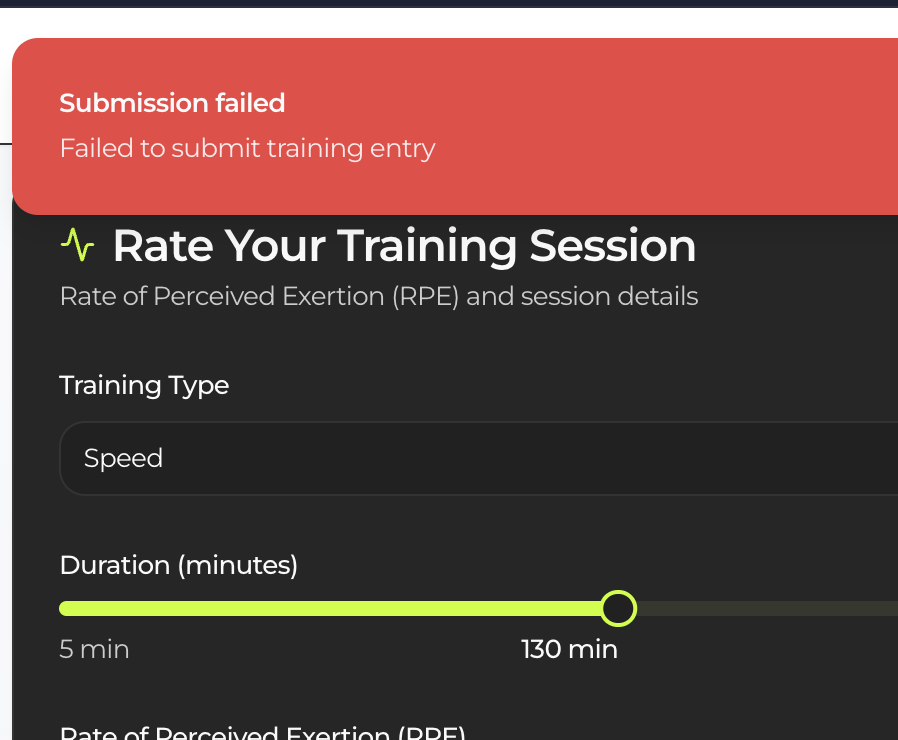 Submission failed
Failed to submit training entry
Rate Your Training Session
Rate of Perceived Exertion (RPE) and session details
Training Type
Speed
Duration (minutes)
5 min
130 min
Rate of Perceived Exertion (RPE)